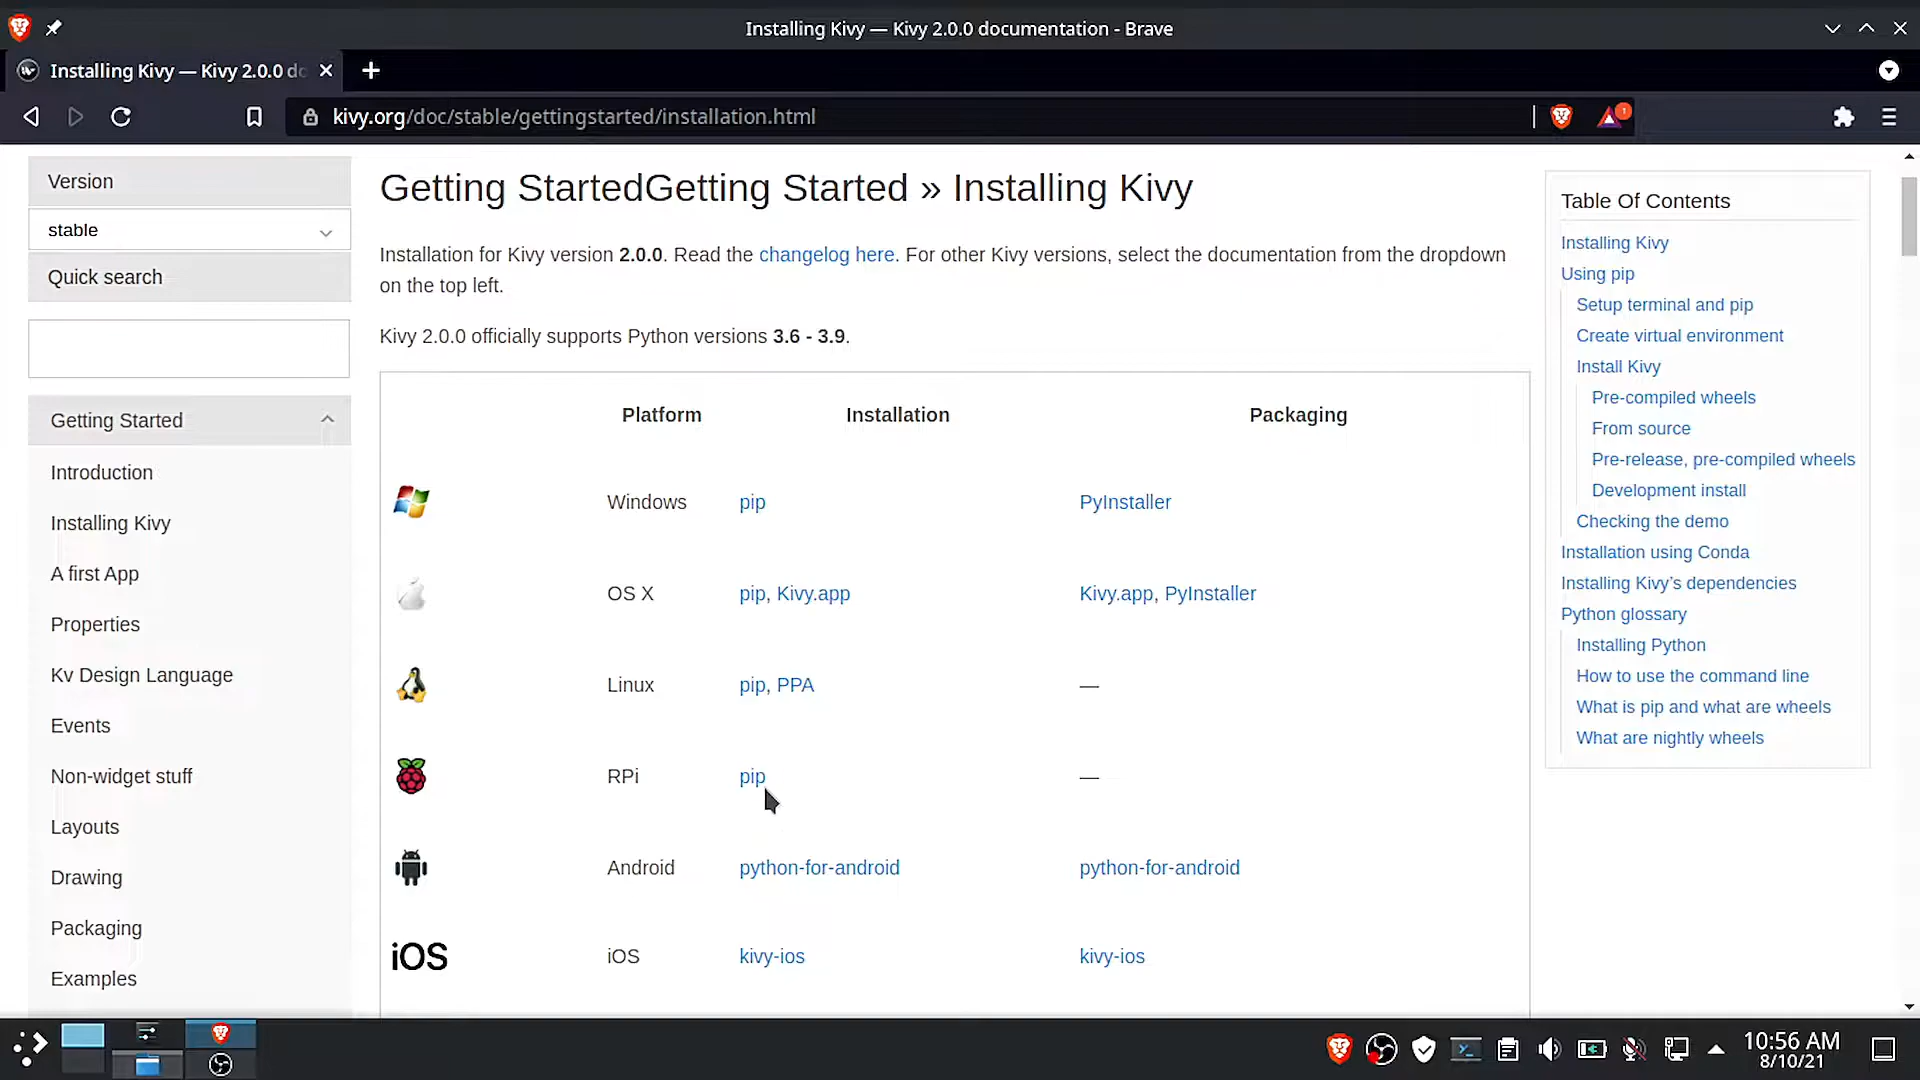 Installing Kivy — Kivy 2.0.0 documentation - Brave
Installing Kivy — Kivy 2.0.0 do
kivy.org/doc/stable/gettingstarted/installation.html
1
Version
stable
Quick search
Getting Started
Introduction
Installing Kivy
A first App
Properties
Kv Design Language
Events
Non-widget stuff
Layouts
Drawing
Packaging
Examples
Getting StartedGetting Started » Installing Kivy
Installation for Kivy version 2.0.0. Read the changelog here. For other Kivy versions, select the documentation from the dropdown
on the top left.
Kivy 2.0.0 officially supports Python versions 3.6 - 3.9.
Platform Installation Packaging
Windows pip PyInstaller
OS X pip, Kivy.app Kivy.app, PyInstaller
Linux pip, PPA —
RPi pip —
Android python-for-android python-for-android
iOS iOS kivy-ios kivy-ios
Table Of Contents
Installing Kivy
Using pip
Setup terminal and pip
Create virtual environment
Install Kivy
Pre-compiled wheels
From source
Pre-release, pre-compiled wheels
Development install
Checking the demo
Installation using Conda
Installing Kivy's dependencies
Python glossary
Installing Python
How to use the command line
What is pip and what are wheels
What are nightly wheels
10:56 AM
8/10/21